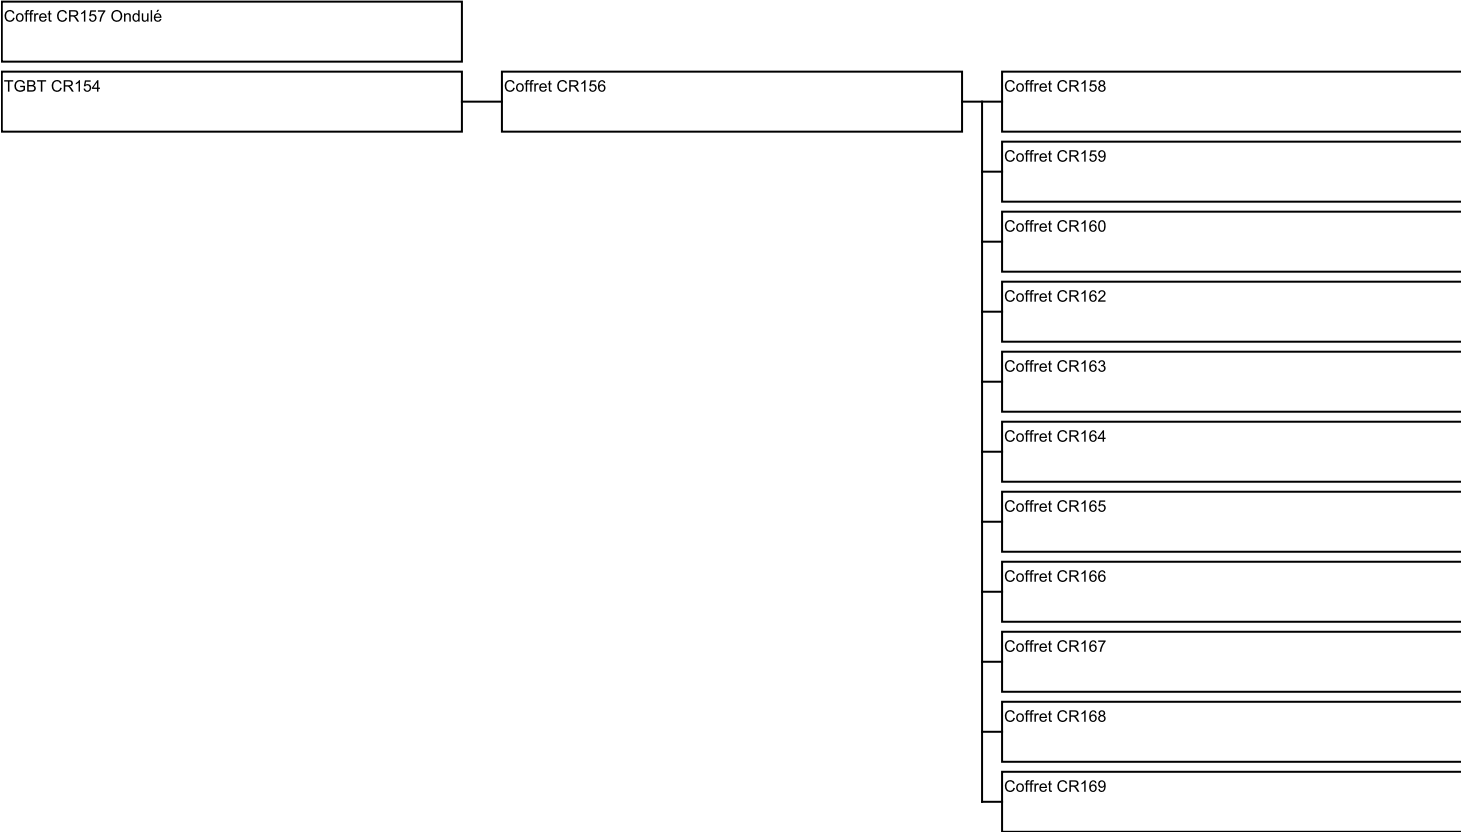 Coffret CR157 Ondulé
TGBT CR154
Coffret CR156
Coffret CR158
Coffret CR159
Coffret CR160
Coffret CR162
Coffret CR163
Coffret CR164
Coffret CR165
Coffret CR166
Coffret CR167
Coffret CR168
Coffret CR169